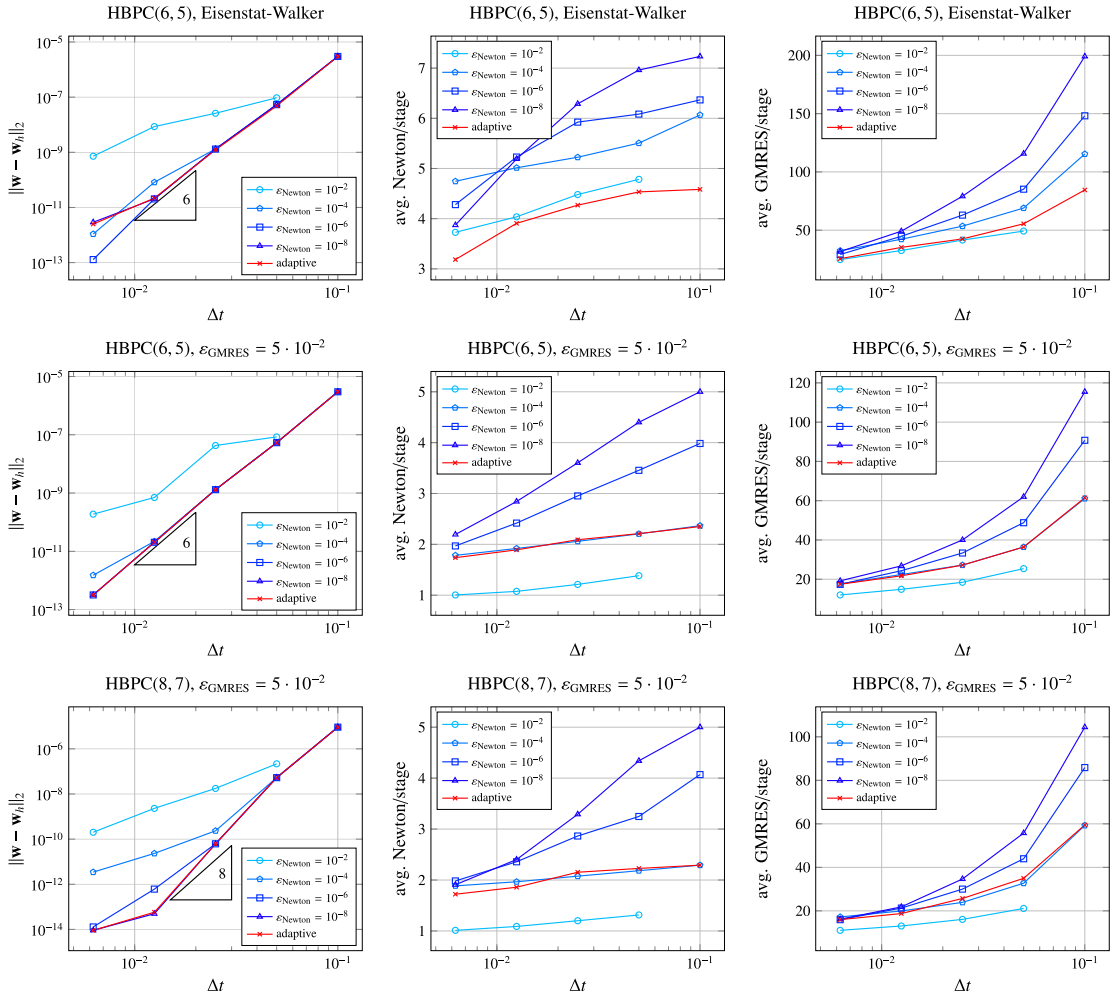 HBPC(6, 5), Eisenstat-Walker
10⁻⁵
10⁻⁷
10⁻⁹
10⁻¹¹
10⁻¹³
‖w − wₕ‖₂
6
ε_Newton = 10⁻²
ε_Newton = 10⁻⁴
ε_Newton = 10⁻⁶
ε_Newton = 10⁻⁸
adaptive
10⁻²
10⁻¹
Δt
HBPC(6, 5), Eisenstat-Walker
7
6
5
4
3
avg. Newton/stage
ε_Newton = 10⁻²
ε_Newton = 10⁻⁴
ε_Newton = 10⁻⁶
ε_Newton = 10⁻⁸
adaptive
10⁻²
10⁻¹
Δt
HBPC(6, 5), Eisenstat-Walker
200
150
100
50
avg. GMRES/stage
ε_Newton = 10⁻²
ε_Newton = 10⁻⁴
ε_Newton = 10⁻⁶
ε_Newton = 10⁻⁸
adaptive
10⁻²
10⁻¹
Δt
HBPC(6, 5), ε_GMRES = 5 · 10⁻²
10⁻⁵
10⁻⁷
10⁻⁹
10⁻¹¹
10⁻¹³
‖w − wₕ‖₂
6
ε_Newton = 10⁻²
ε_Newton = 10⁻⁴
ε_Newton = 10⁻⁶
ε_Newton = 10⁻⁸
adaptive
10⁻²
10⁻¹
Δt
HBPC(6, 5), ε_GMRES = 5 · 10⁻²
5
4
3
2
1
avg. Newton/stage
ε_Newton = 10⁻²
ε_Newton = 10⁻⁴
ε_Newton = 10⁻⁶
ε_Newton = 10⁻⁸
adaptive
10⁻²
10⁻¹
Δt
HBPC(6, 5), ε_GMRES = 5 · 10⁻²
120
100
80
60
40
20
avg. GMRES/stage
ε_Newton = 10⁻²
ε_Newton = 10⁻⁴
ε_Newton = 10⁻⁶
ε_Newton = 10⁻⁸
adaptive
10⁻²
10⁻¹
Δt
HBPC(8, 7), ε_GMRES = 5 · 10⁻²
10⁻⁶
10⁻⁸
10⁻¹⁰
10⁻¹²
10⁻¹⁴
‖w − wₕ‖₂
8
ε_Newton = 10⁻²
ε_Newton = 10⁻⁴
ε_Newton = 10⁻⁶
ε_Newton = 10⁻⁸
adaptive
10⁻²
10⁻¹
Δt
HBPC(8, 7), ε_GMRES = 5 · 10⁻²
5
4
3
2
1
avg. Newton/stage
ε_Newton = 10⁻²
ε_Newton = 10⁻⁴
ε_Newton = 10⁻⁶
ε_Newton = 10⁻⁸
adaptive
10⁻²
10⁻¹
Δt
HBPC(8, 7), ε_GMRES = 5 · 10⁻²
100
80
60
40
20
avg. GMRES/stage
ε_Newton = 10⁻²
ε_Newton = 10⁻⁴
ε_Newton = 10⁻⁶
ε_Newton = 10⁻⁸
adaptive
10⁻²
10⁻¹
Δt